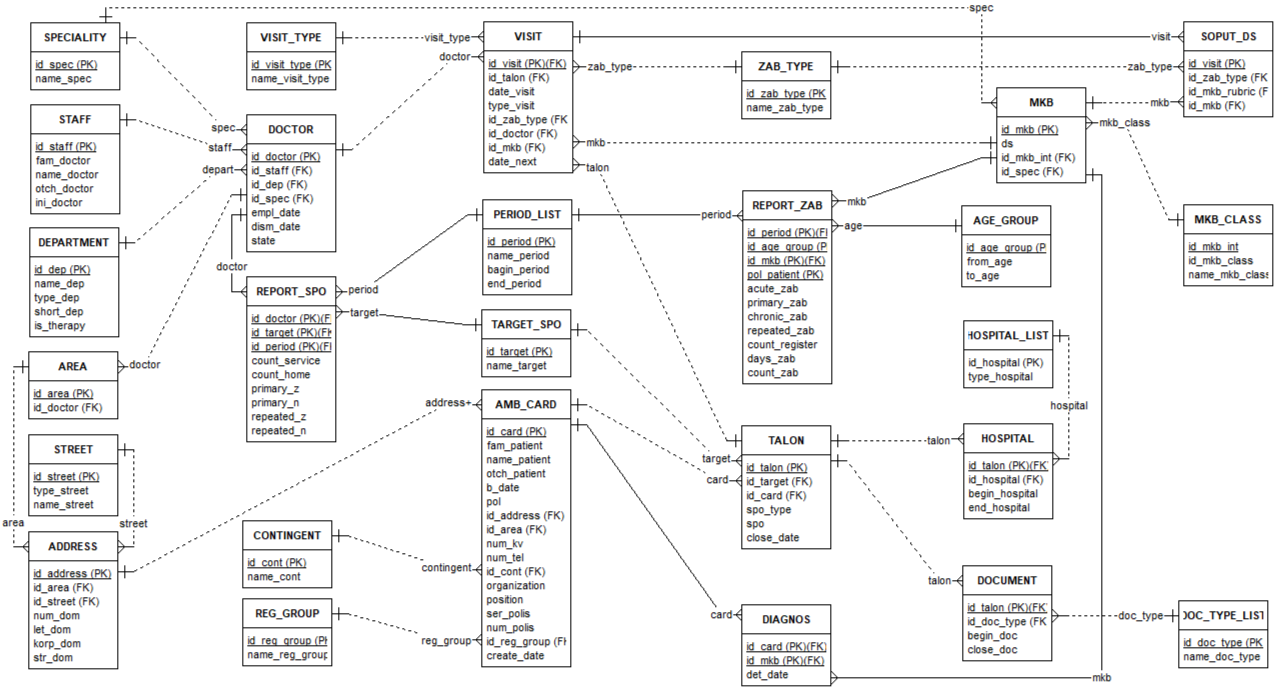 spec
SPECIALITY
id_spec (PK)
name_spec
VISIT_TYPE
id_visit_type (PK
name_visit_type
visit_type
doctor
VISIT
id_visit (PK)(FK)
id_talon (FK)
date_visit
type_visit
id_zab_type (FK
id_doctor (FK)
id_mkb (FK)
date_next
zab_type
mkb
talon
ZAB_TYPE
id_zab_type (PK
name_zab_type
visit
zab_type
mkb
SOPUT_DS
id_visit (PK)
id_zab_type (FK
id_mkb_rubric (F
id_mkb (FK)
MKB
id_mkb (PK)
ds
id_mkb_int (FK)
id_spec (FK)
mkb_class
STAFF
id_staff (PK)
fam_doctor
name_doctor
otch_doctor
ini_doctor
spec
staff
depart
DOCTOR
id_doctor (PK)
id_staff (FK)
id_dep (FK)
id_spec (FK)
empl_date
dism_date
state
doctor
DEPARTMENT
id_dep (PK)
name_dep
type_dep
short_dep
is_therapy
PERIOD_LIST
id_period (PK)
name_period
bagin_period
end_period
period
REPORT_ZAB
id_period (PK)(FI
id_age_group (P
id_mkb (PK)(FK)
pol_patient (PK)
acute_zab
primary_zab
chronic_zab
repeated_zab
count_register
days_zab
count_zab
mkb
age
AGE_GROUP
id_age_group (P
from_age
to_age
MKB_CLASS
id_mkb_int
id_mkb_class
name_mkb_class
REPORT_SPO
id_doctor (PK)(FI
id_target (PK)(FK
id_period (PK)(FI
count_service
count_home
primary_z
primary_n
repeated_z
repeated_n
period
target
TARGET_SPO
id_target (PK)
name_target
HOSPITAL_LIST
id_hospital (PK)
type_hospital
hospital
AREA
id_area (PK)
id_doctor (FK)
doctor
address+
AMB_CARD
id_card (PK)
fam_patient
name_patient
otch_patient
b_date
pol
id_address (FK)
id_area (FK)
num_kv
num_tel
id_cont (FK)
organization
position
ser_polis
num_polis
id_reg_group (FI
create_date
target
card
TALON
id_talon (PK)
id_target (FK)
id_card (FK)
spo_type
spo
close_date
talon
HOSPITAL
id_talon (PK)(FK
id_hospital (FK)
begin_hospital
end_hospital
STREET
id_street (PK)
type_street
name_street
area
street
ADDRESS
id_address (PK)
id_area (FK)
id_street (FK)
num_dom
let_dom
korp_dom
str_dom
CONTINGENT
id_cont (PK)
name_cont
contingent
REG_GROUP
id_reg_group (PK
name_reg_group
reg_group
card
DIAGNOS
id_card (PK)(FK)
id_mkb (PK)(FK)
det_date
mkb
talon
DOCUMENT
id_talon (PK)(FK
id_doc_type (FK
begin_doc
close_doc
doc_type
DOC_TYPE_LIST
id_doc_type (PK
name_doc_type